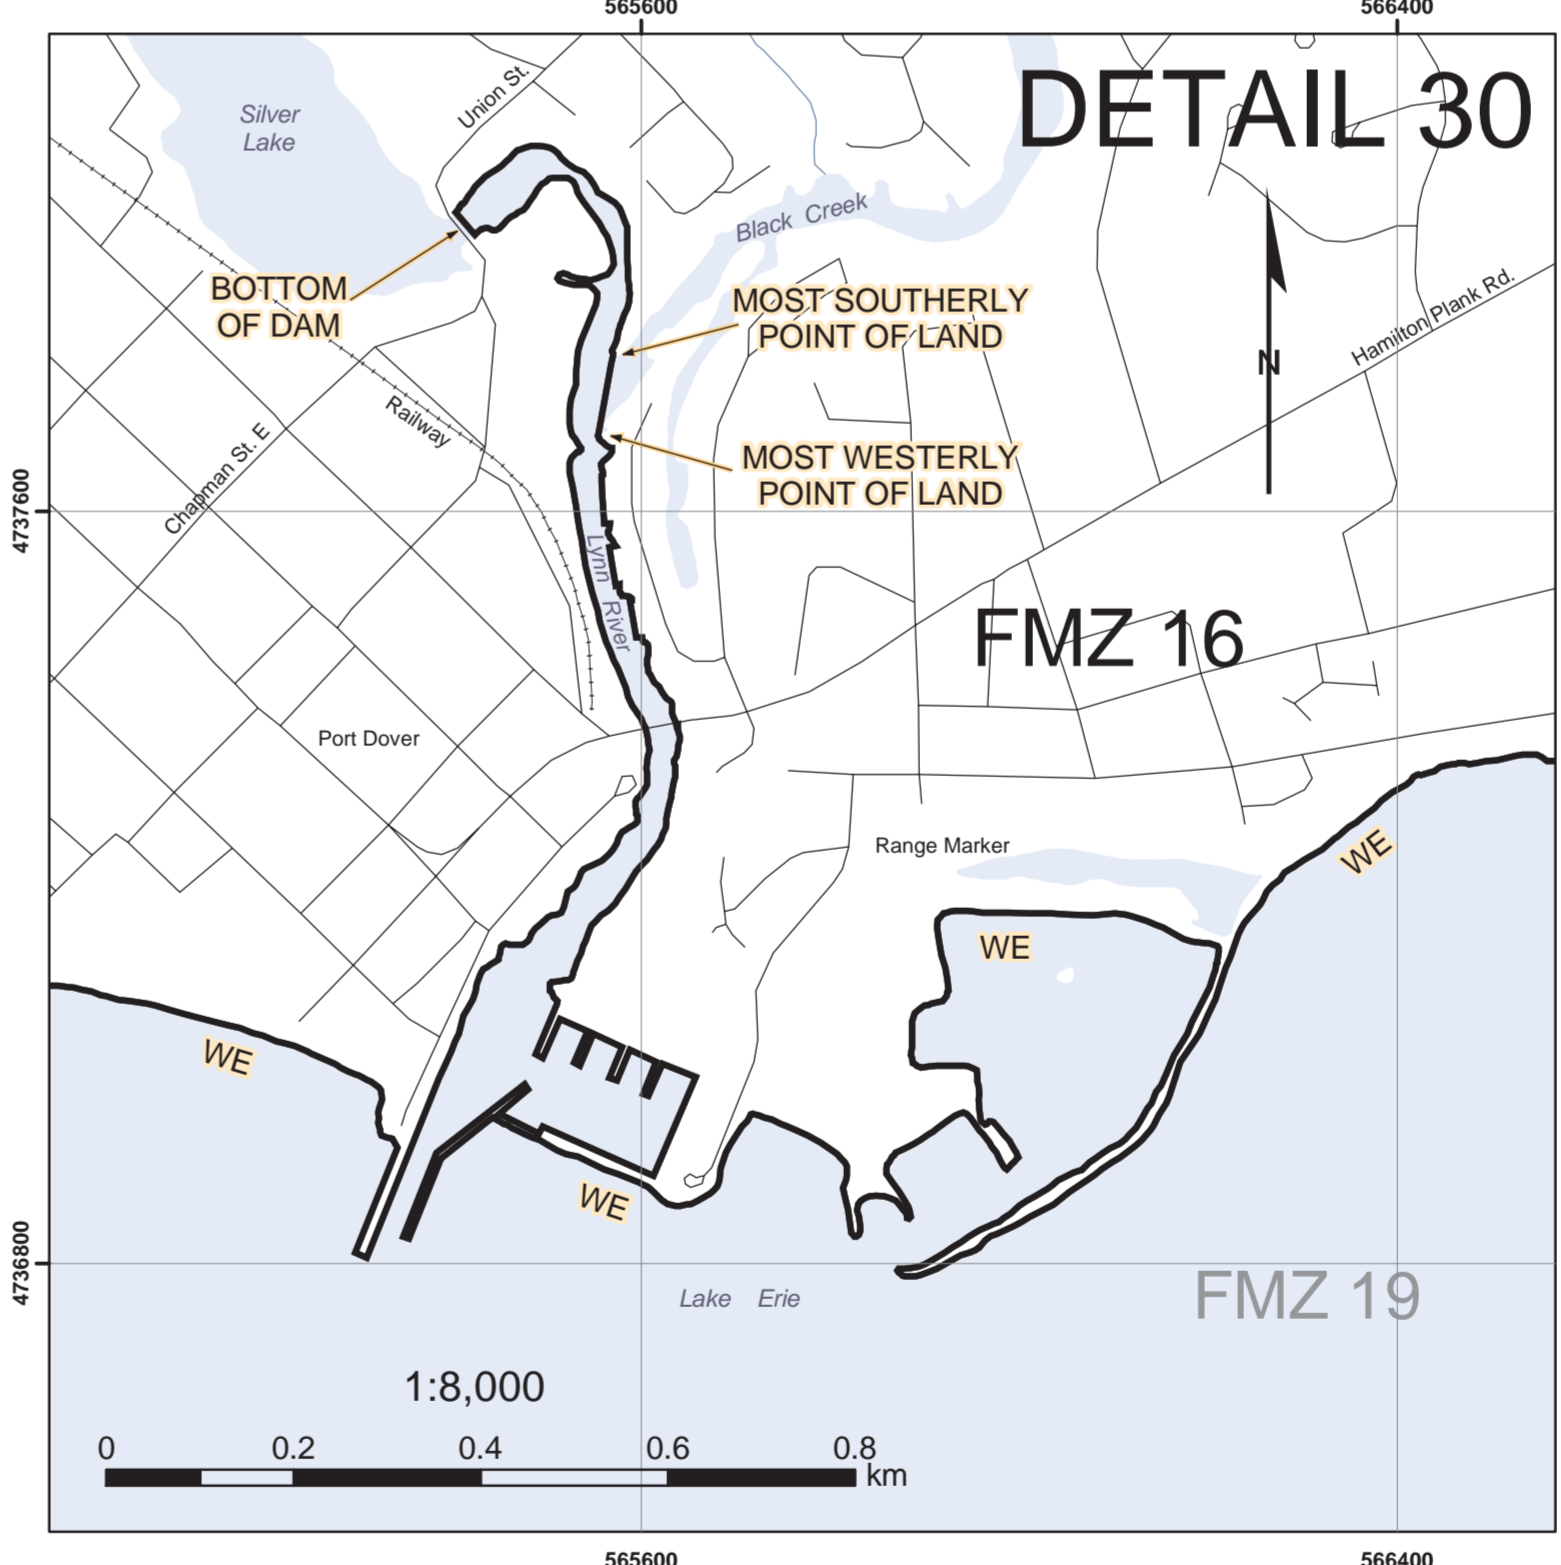 565600
566400
DETAIL 30
Union St.
Silver
Lake
Black Creek
BOTTOM
OF DAM
MOST SOUTHERLY
POINT OF LAND
Hamilton Plank Rd.
N
Railway
Chapman St. E
MOST WESTERLY
POINT OF LAND
4737600
Lynn River
FMZ 16
Port Dover
Range Marker
WE
WE
WE
WE
4736800
Lake Erie
FMZ 19
1:8,000
0 0.2 0.4 0.6 0.8
km
565600
566400